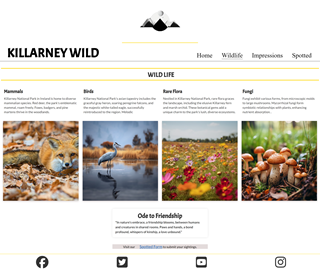 KILLARNEY WILD
Home Wildlife Impressions Spotted
WILD LIFE
Mammals
Killarney National Park in Ireland is home to diverse
mammalian species. Red deer, the park's emblematic
mammal, roam freely. Foxes, badgers, and pine
martens thrive in the woodlands.
Birds
Killarney National Park's avian species includes the
graceful gray heron, soaring peregrine falcons, and
the majestic white-tailed eagle, successfully
reintroduced to the region. Melodic
Rare Flora
Nestled in Killarney National Park, rare flora graces
the landscape, including the elusive Killarney fern
and marsh orchid. These botanical gems add a
unique charm to the park's lush, diverse ecosystems.
Fungi
Fungi exhibit various forms, from microscopic molds
to large mushrooms. Mycorrhizal fungi form
symbiotic relationships with plants, enhancing
nutrient absorption...
Ode to Friendship
"In nature's embrace, a friendship blooms, between humans
and creatures in shared rooms. Paws and hands, a bond
profound, whispers of kinship, a love unbound."
Visit our Spotted Form to submit your sightings